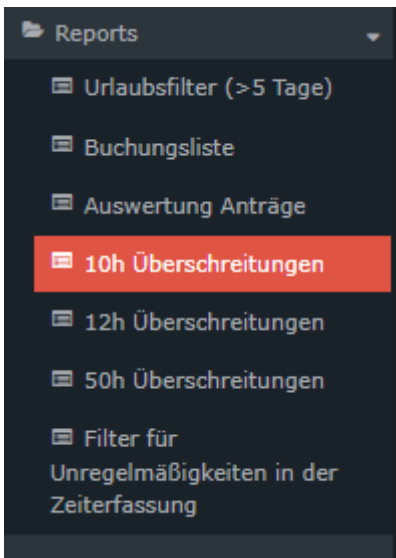 Reports
Urlaubsfilter (>5 Tage)
Buchungsliste
Auswertung Anträge
10h Überschreitungen
12h Überschreitungen
50h Überschreitungen
Filter für
Unregelmäßigkeiten in der
Zeiterfassung